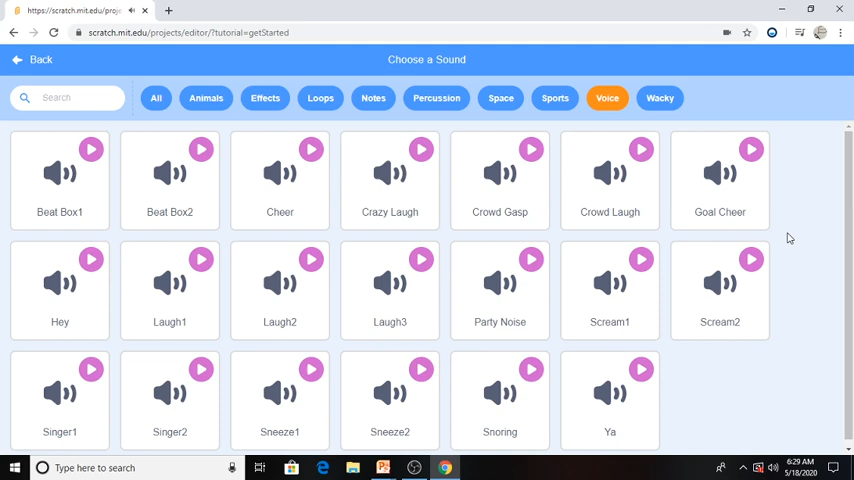 https://scratch.mit.edu/proje
scratch.mit.edu/projects/editor/?tutorial=getStarted
Back
Choose a Sound
Search
All
Animals
Effects
Loops
Notes
Percussion
Space
Sports
Voice
Wacky
Beat Box1
Beat Box2
Cheer
Crazy Laugh
Crowd Gasp
Crowd Laugh
Goal Cheer
Hey
Laugh1
Laugh2
Laugh3
Party Noise
Scream1
Scream2
Singer1
Singer2
Sneeze1
Sneeze2
Snoring
Ya
Type here to search
6:29 AM
5/18/2020